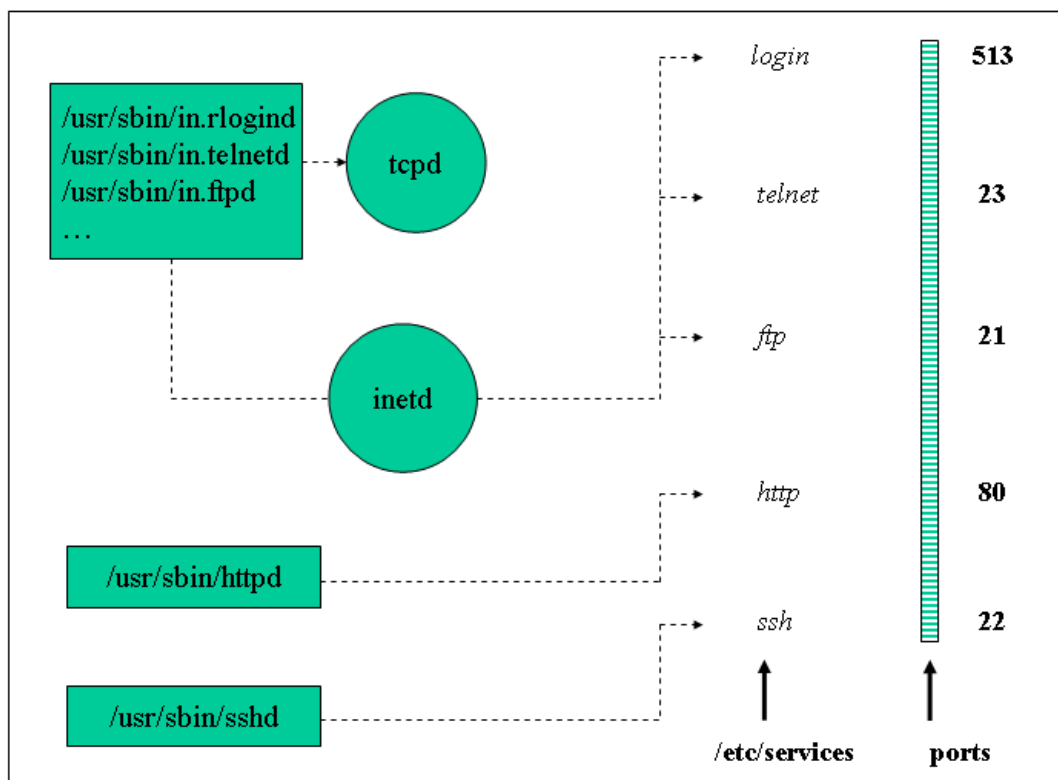 login
513
/usr/sbin/in.rlogind
/usr/sbin/in.telnetd
/usr/sbin/in.ftpd
…
tcpd
telnet
23
ftp
21
inetd
http
80
/usr/sbin/httpd
ssh
22
/usr/sbin/sshd
/etc/services
ports